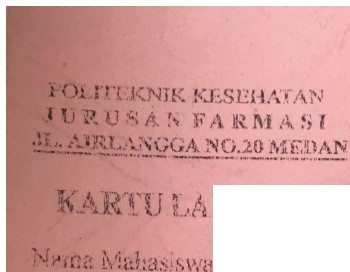 POLITEKNIK KESEHATAN
JURUSAN FARMASI
JL. AIRLANGGA NO.20 MEDAN
KARTU LA
Nama Mahasiswa